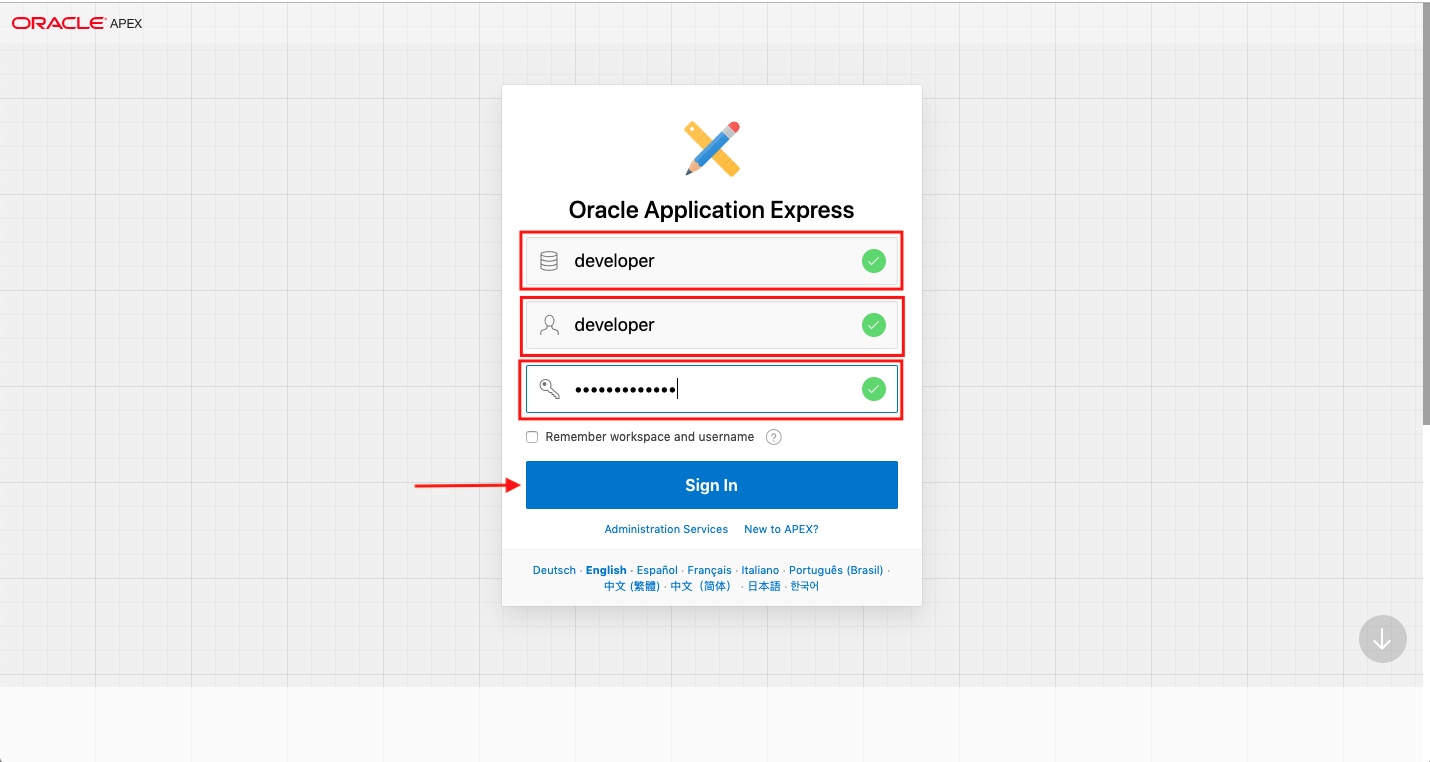 ORACLE APEX
Oracle Application Express
developer
developer
•••••••••••••
Remember workspace and username ?
Sign In
Administration Services New to APEX?
Deutsch · English · Español · Français · Italiano · Português (Brasil) ·
中文 (繁體) · 中文（简体） · 日本語 · 한국어